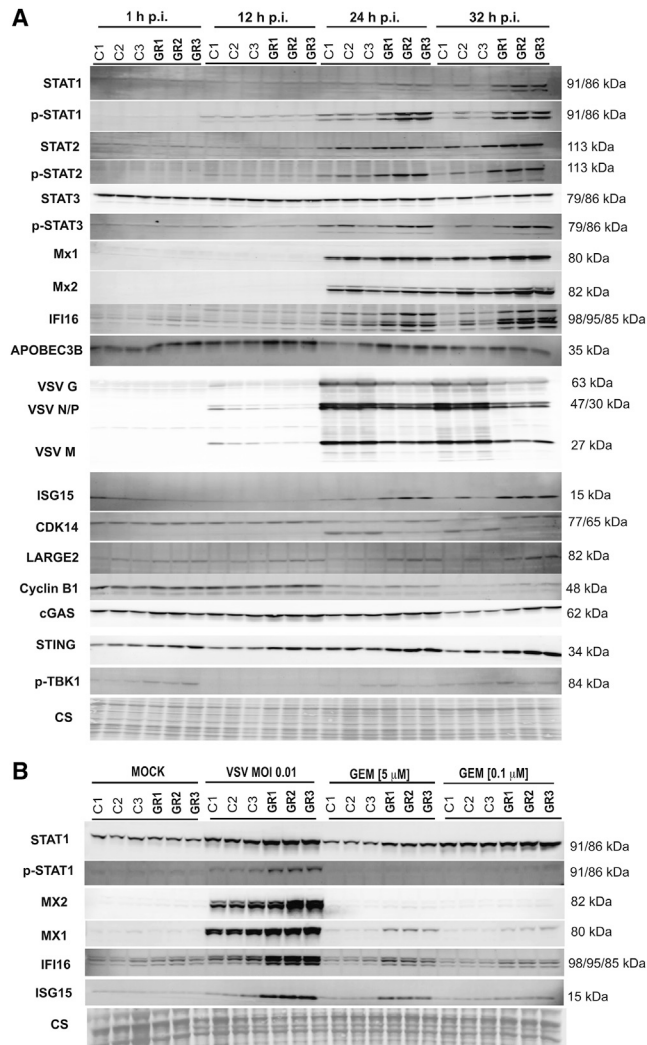 A
1 h p.i. 12 h p.i. 24 h p.i. 32 h p.i.
C1 C2 C3 GR1 GR2 GR3 C1 C2 C3 GR1 GR2 GR3 C1 C2 C3 GR1 GR2 GR3 C1 C2 C3 GR1 GR2 GR3
STAT1 91/86 kDa
p-STAT1 91/86 kDa
STAT2 113 kDa
p-STAT2 113 kDa
STAT3 79/86 kDa
p-STAT3 79/86 kDa
Mx1 80 kDa
Mx2 82 kDa
IFI16 98/95/85 kDa
APOBEC3B 35 kDa
VSV G 63 kDa
VSV N/P 47/30 kDa
VSV M 27 kDa
ISG15 15 kDa
CDK14 77/65 kDa
LARGE2 82 kDa
Cyclin B1 48 kDa
cGAS 62 kDa
STING 34 kDa
p-TBK1 84 kDa
CS
B
MOCK VSV MOI 0.01 GEM [5 µM] GEM [0.1 µM]
C1 C2 C3 GR1 GR2 GR3 C1 C2 C3 GR1 GR2 GR3 C1 C2 C3 GR1 GR2 GR3 C1 C2 C3 GR1 GR2 GR3
STAT1 91/86 kDa
p-STAT1 91/86 kDa
MX2 82 kDa
MX1 80 kDa
IFI16 98/95/85 kDa
ISG15 15 kDa
CS